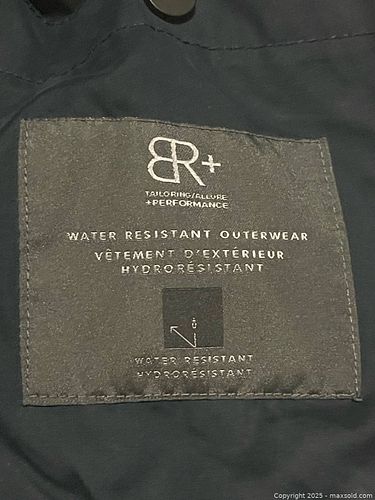 BR+
TAILORING/ALLURE
+PERFORMANCE
WATER RESISTANT OUTERWEAR
VÊTEMENT D'EXTÉRIEUR
HYDRORÉSISTANT
WATER RESISTANT
HYDRORÉSISTANT
Copyright 2025 - maxsold.com